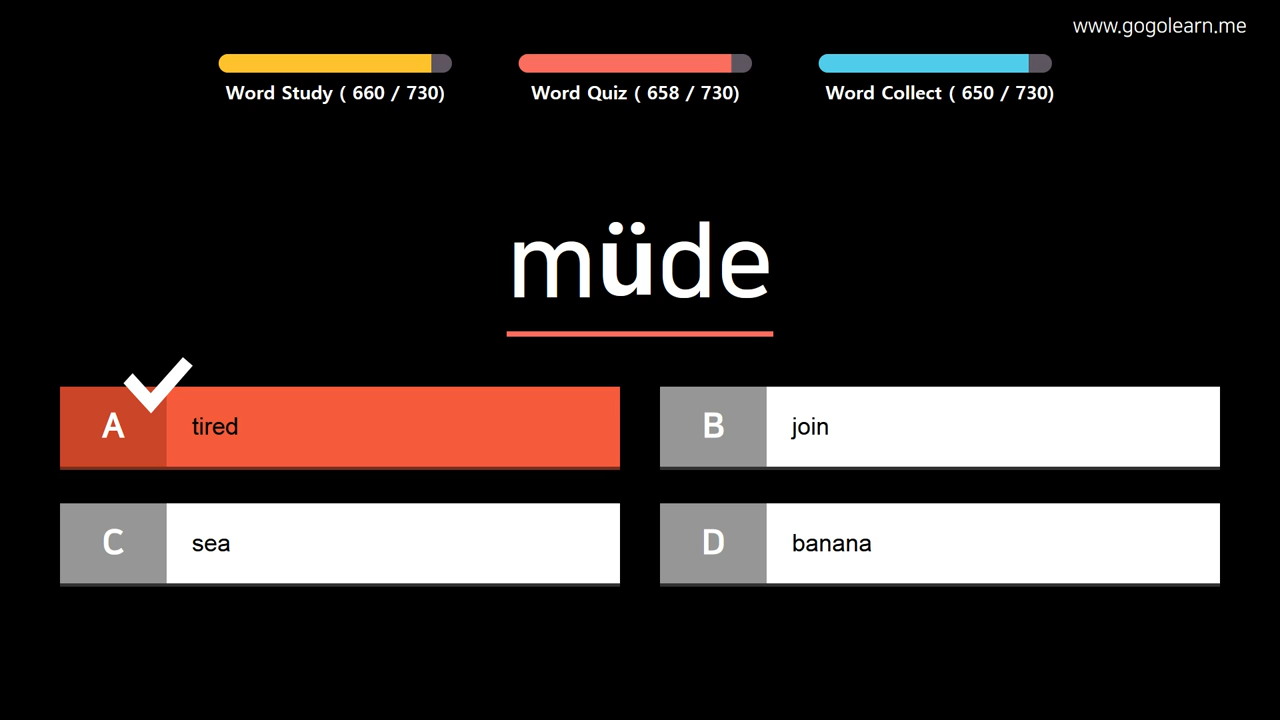 www.gogolearn.me
Word Study ( 660 / 730)
Word Quiz ( 658 / 730)
Word Collect ( 650 / 730)
müde
A tired
B join
C sea
D banana